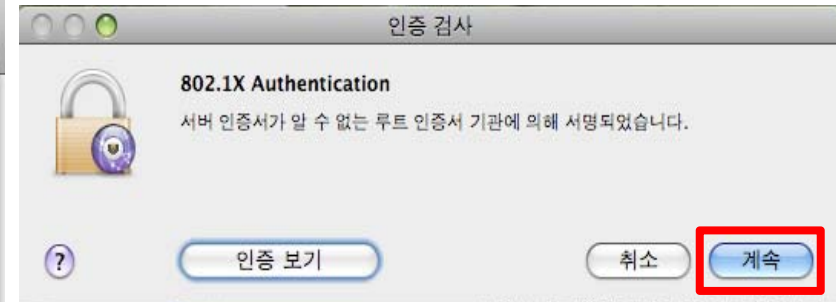 인증 검사
802.1X Authentication
서버 인증서가 알 수 없는 루트 인증서 기관에 의해 서명되었습니다.
?
인증 보기
취소
계속